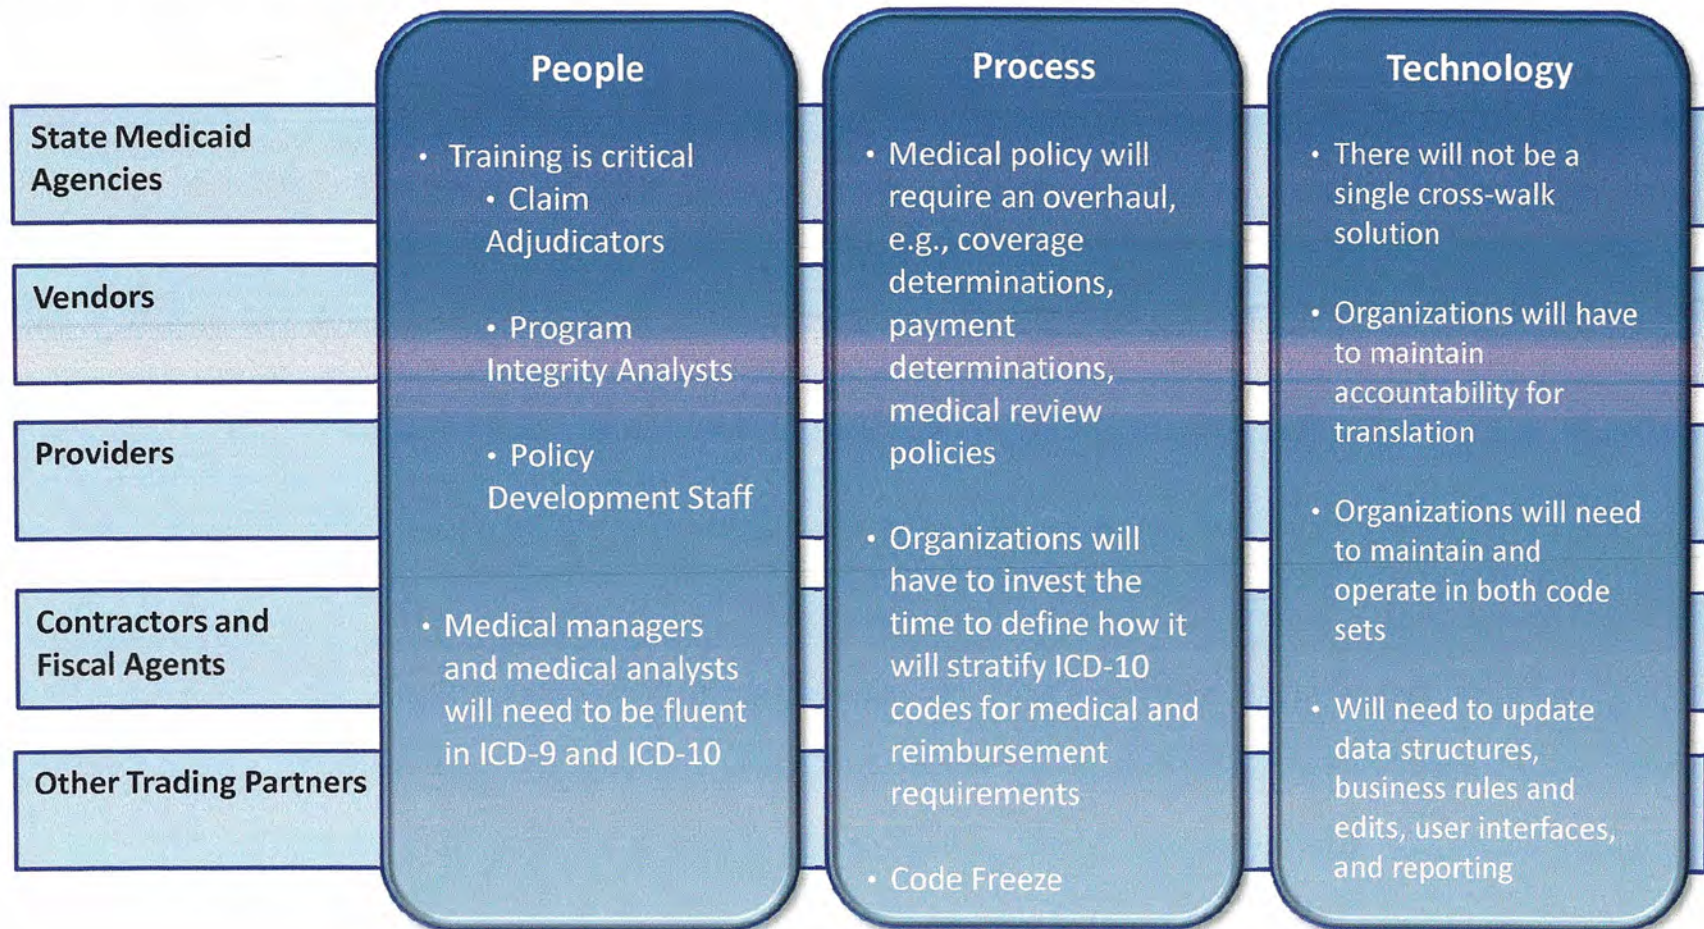 State Medicaid
Agencies
Vendors
Providers
Contractors and
Fiscal Agents
Other Trading Partners
People
• Training is critical
• Claim
Adjudicators
• Program
Integrity Analysts
• Policy
Development Staff
• Medical managers
and medical analysts
will need to be fluent
in ICD-9 and ICD-10
Process
• Medical policy will
require an overhaul,
e.g., coverage
determinations,
payment
determinations,
medical review
policies
• Organizations will
have to invest the
time to define how it
will stratify ICD-10
codes for medical and
reimbursement
requirements
• Code Freeze
Technology
• There will not be a
single cross-walk
solution
• Organizations will have
to maintain
accountability for
translation
• Organizations will need
to maintain and
operate in both code
sets
• Will need to update
data structures,
business rules and
edits, user interfaces,
and reporting